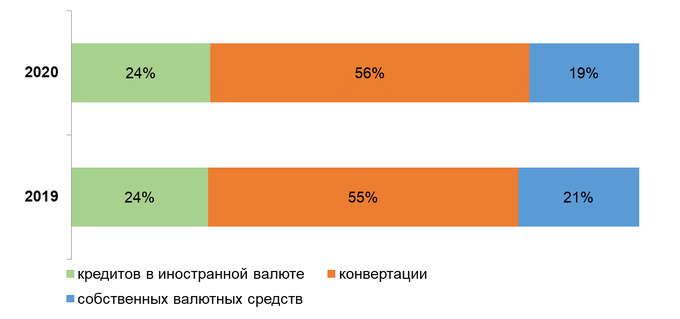 2020 24% 56% 19%
2019 24% 55% 21%
кредитов в иностранной валюте конвертации
собственных валютных средств